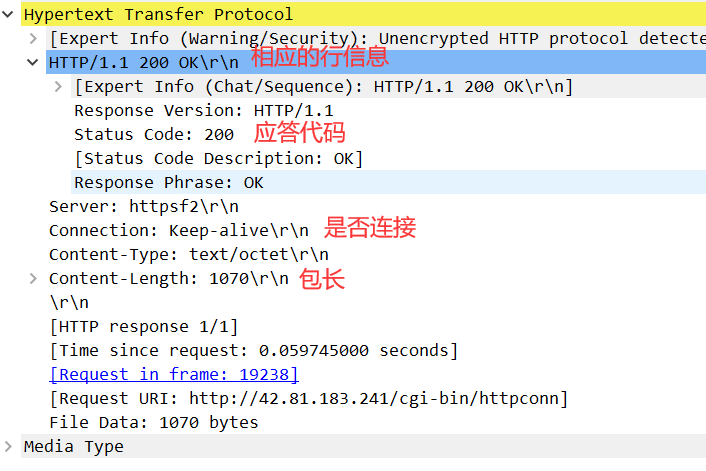 Hypertext Transfer Protocol
[Expert Info (Warning/Security): Unencrypted HTTP protocol detecte
HTTP/1.1 200 OK\r\n 相应的行信息
[Expert Info (Chat/Sequence): HTTP/1.1 200 OK\r\n]
Response Version: HTTP/1.1
Status Code: 200 应答代码
[Status Code Description: OK]
Response Phrase: OK
Server: httpsf2\r\n
Connection: Keep-alive\r\n 是否连接
Content-Type: text/octet\r\n
Content-Length: 1070\r\n 包长
\r\n
[HTTP response 1/1]
[Time since request: 0.059745000 seconds]
[Request in frame: 19238]
[Request URI: http://42.81.183.241/cgi-bin/httpconn]
File Data: 1070 bytes
Media Type